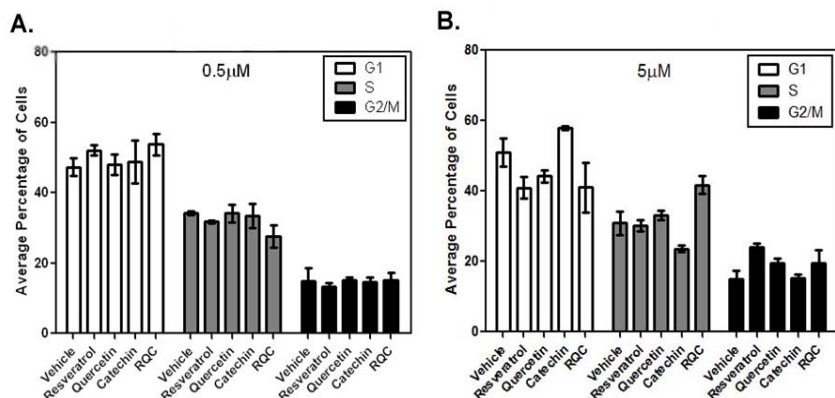 A.
0.5μM
G1
S
G2/M
Average Percentage of Cells
80
60
40
20
0
Vehicle
Resveratrol
Quercetin
Catechin
RQC
Vehicle
Resveratrol
Quercetin
Catechin
RQC
Vehicle
Resveratrol
Quercetin
Catechin
RQC
B.
5μM
G1
S
G2/M
Average Percentage of Cells
80
60
40
20
0
Vehicle
Resveratrol
Quercetin
Catechin
RQC
Vehicle
Resveratrol
Quercetin
Catechin
RQC
Vehicle
Resveratrol
Quercetin
Catechin
RQC